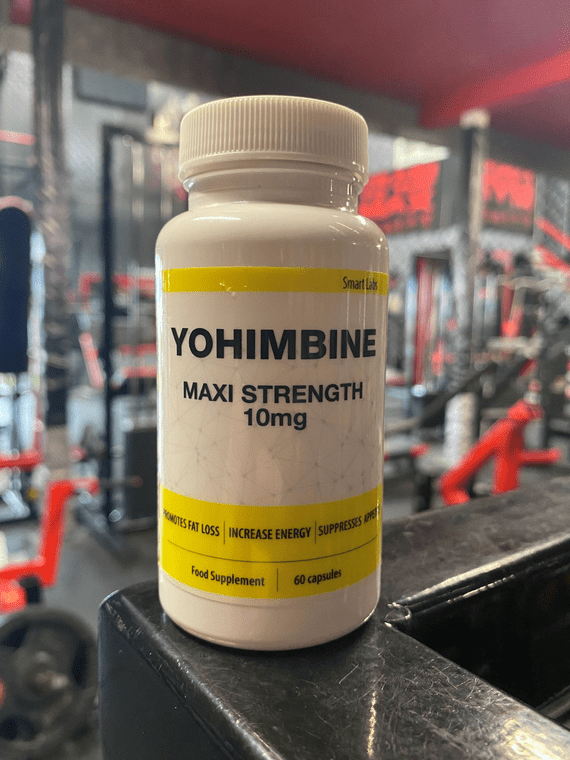 Smart Labs
YOHIMBINE
MAXI STRENGTH
10mg
PROMOTES FAT LOSS | INCREASE ENERGY | SUPPRESSES
Food Supplement | 60 capsules